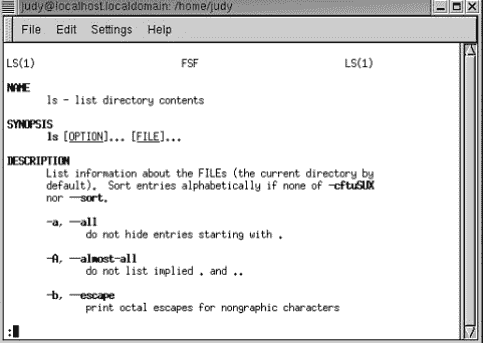 judy@localhost.localdomain: /home/judy
File Edit Settings Help
LS(1) FSF LS(1)
NAME
ls - list directory contents
SYNOPSIS
ls [OPTION]... [FILE]...
DESCRIPTION
List information about the FILEs (the current directory by
default). Sort entries alphabetically if none of -cftuSUX
nor --sort.
-a, --all
do not hide entries starting with .
-A, --almost-all
do not list implied . and ..
-b, --escape
print octal escapes for nongraphic characters
: